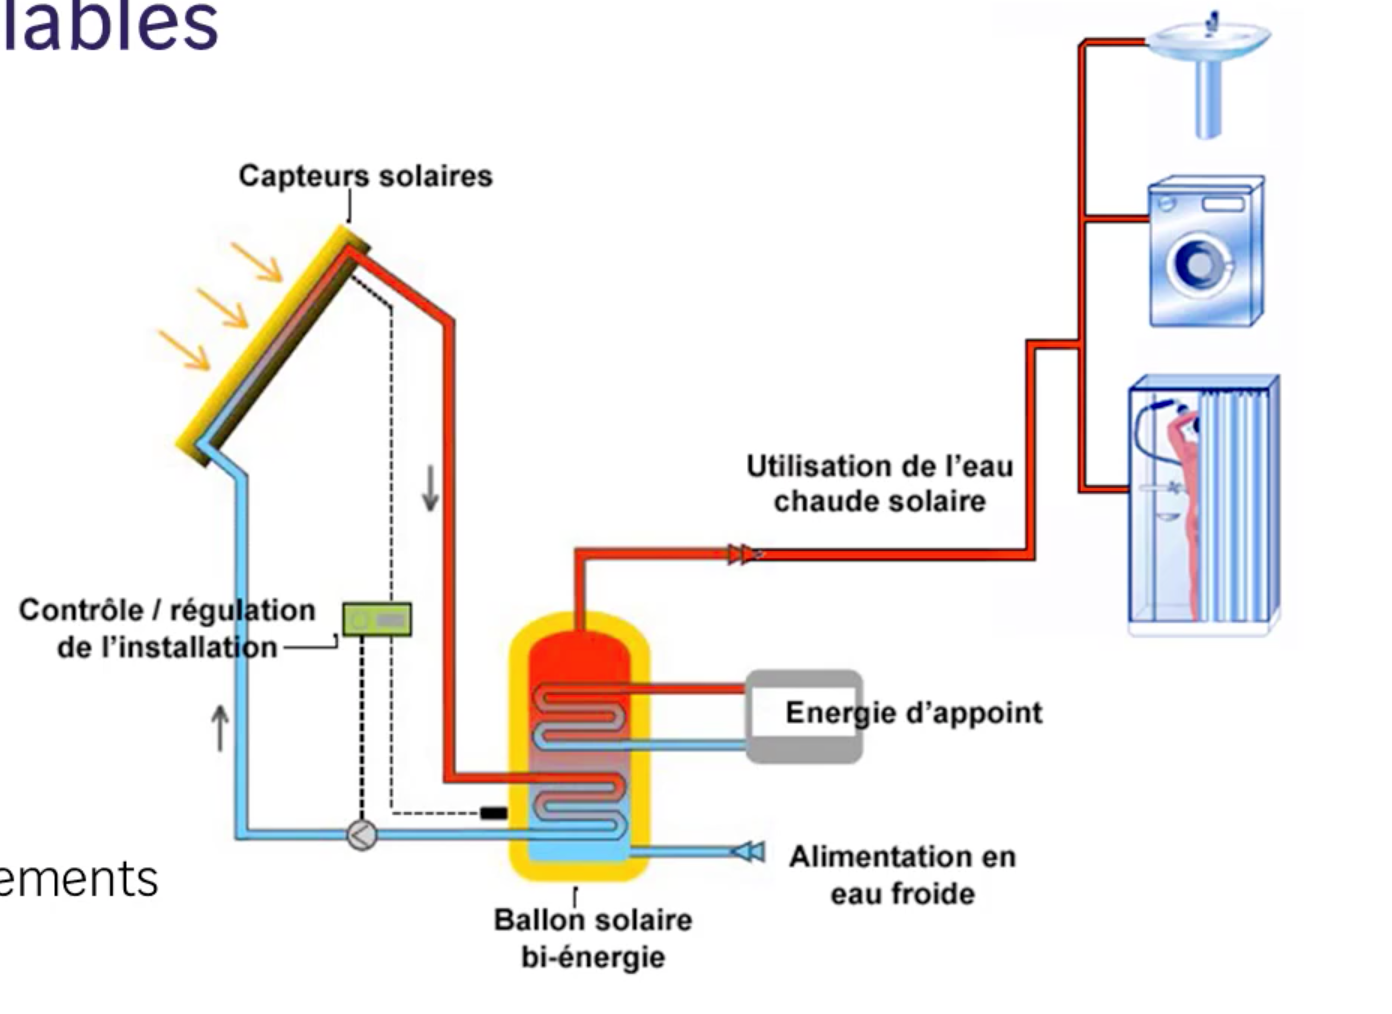 lables
Capteurs solaires
Utilisation de l’eau
chaude solaire
Contrôle / régulation
de l’installation
Energie d’appoint
Alimentation en
eau froide
ements
Ballon solaire
bi-énergie